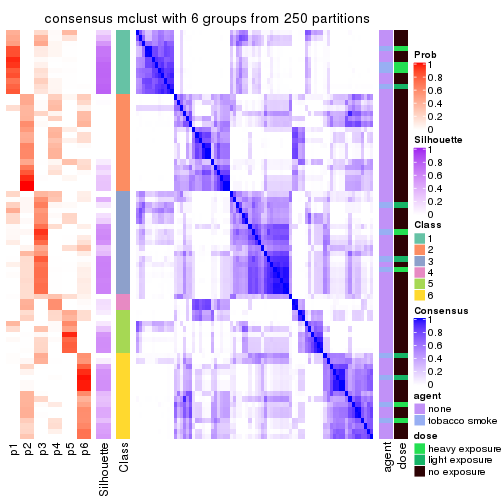 consensus mclust with 6 groups from 250 partitions
Prob
1
0.8
0.6
0.4
0.2
0
Silhouette
1
0.8
0.6
0.4
0.2
0
Class
1
2
3
4
5
6
Consensus
1
0.8
0.6
0.4
0.2
0
agent
none
tobacco smoke
dose
heavy exposure
light exposure
no exposure
p1
p2
p3
p4
p5
p6
Silhouette
Class
agent
dose